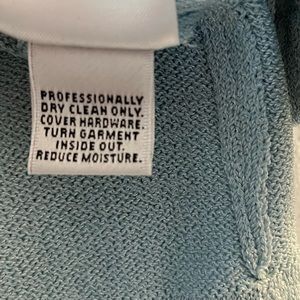 PROFESSIONALLY
DRY CLEAN ONLY.
COVER HARDWARE.
TURN GARMENT
INSIDE OUT.
REDUCE MOISTURE.